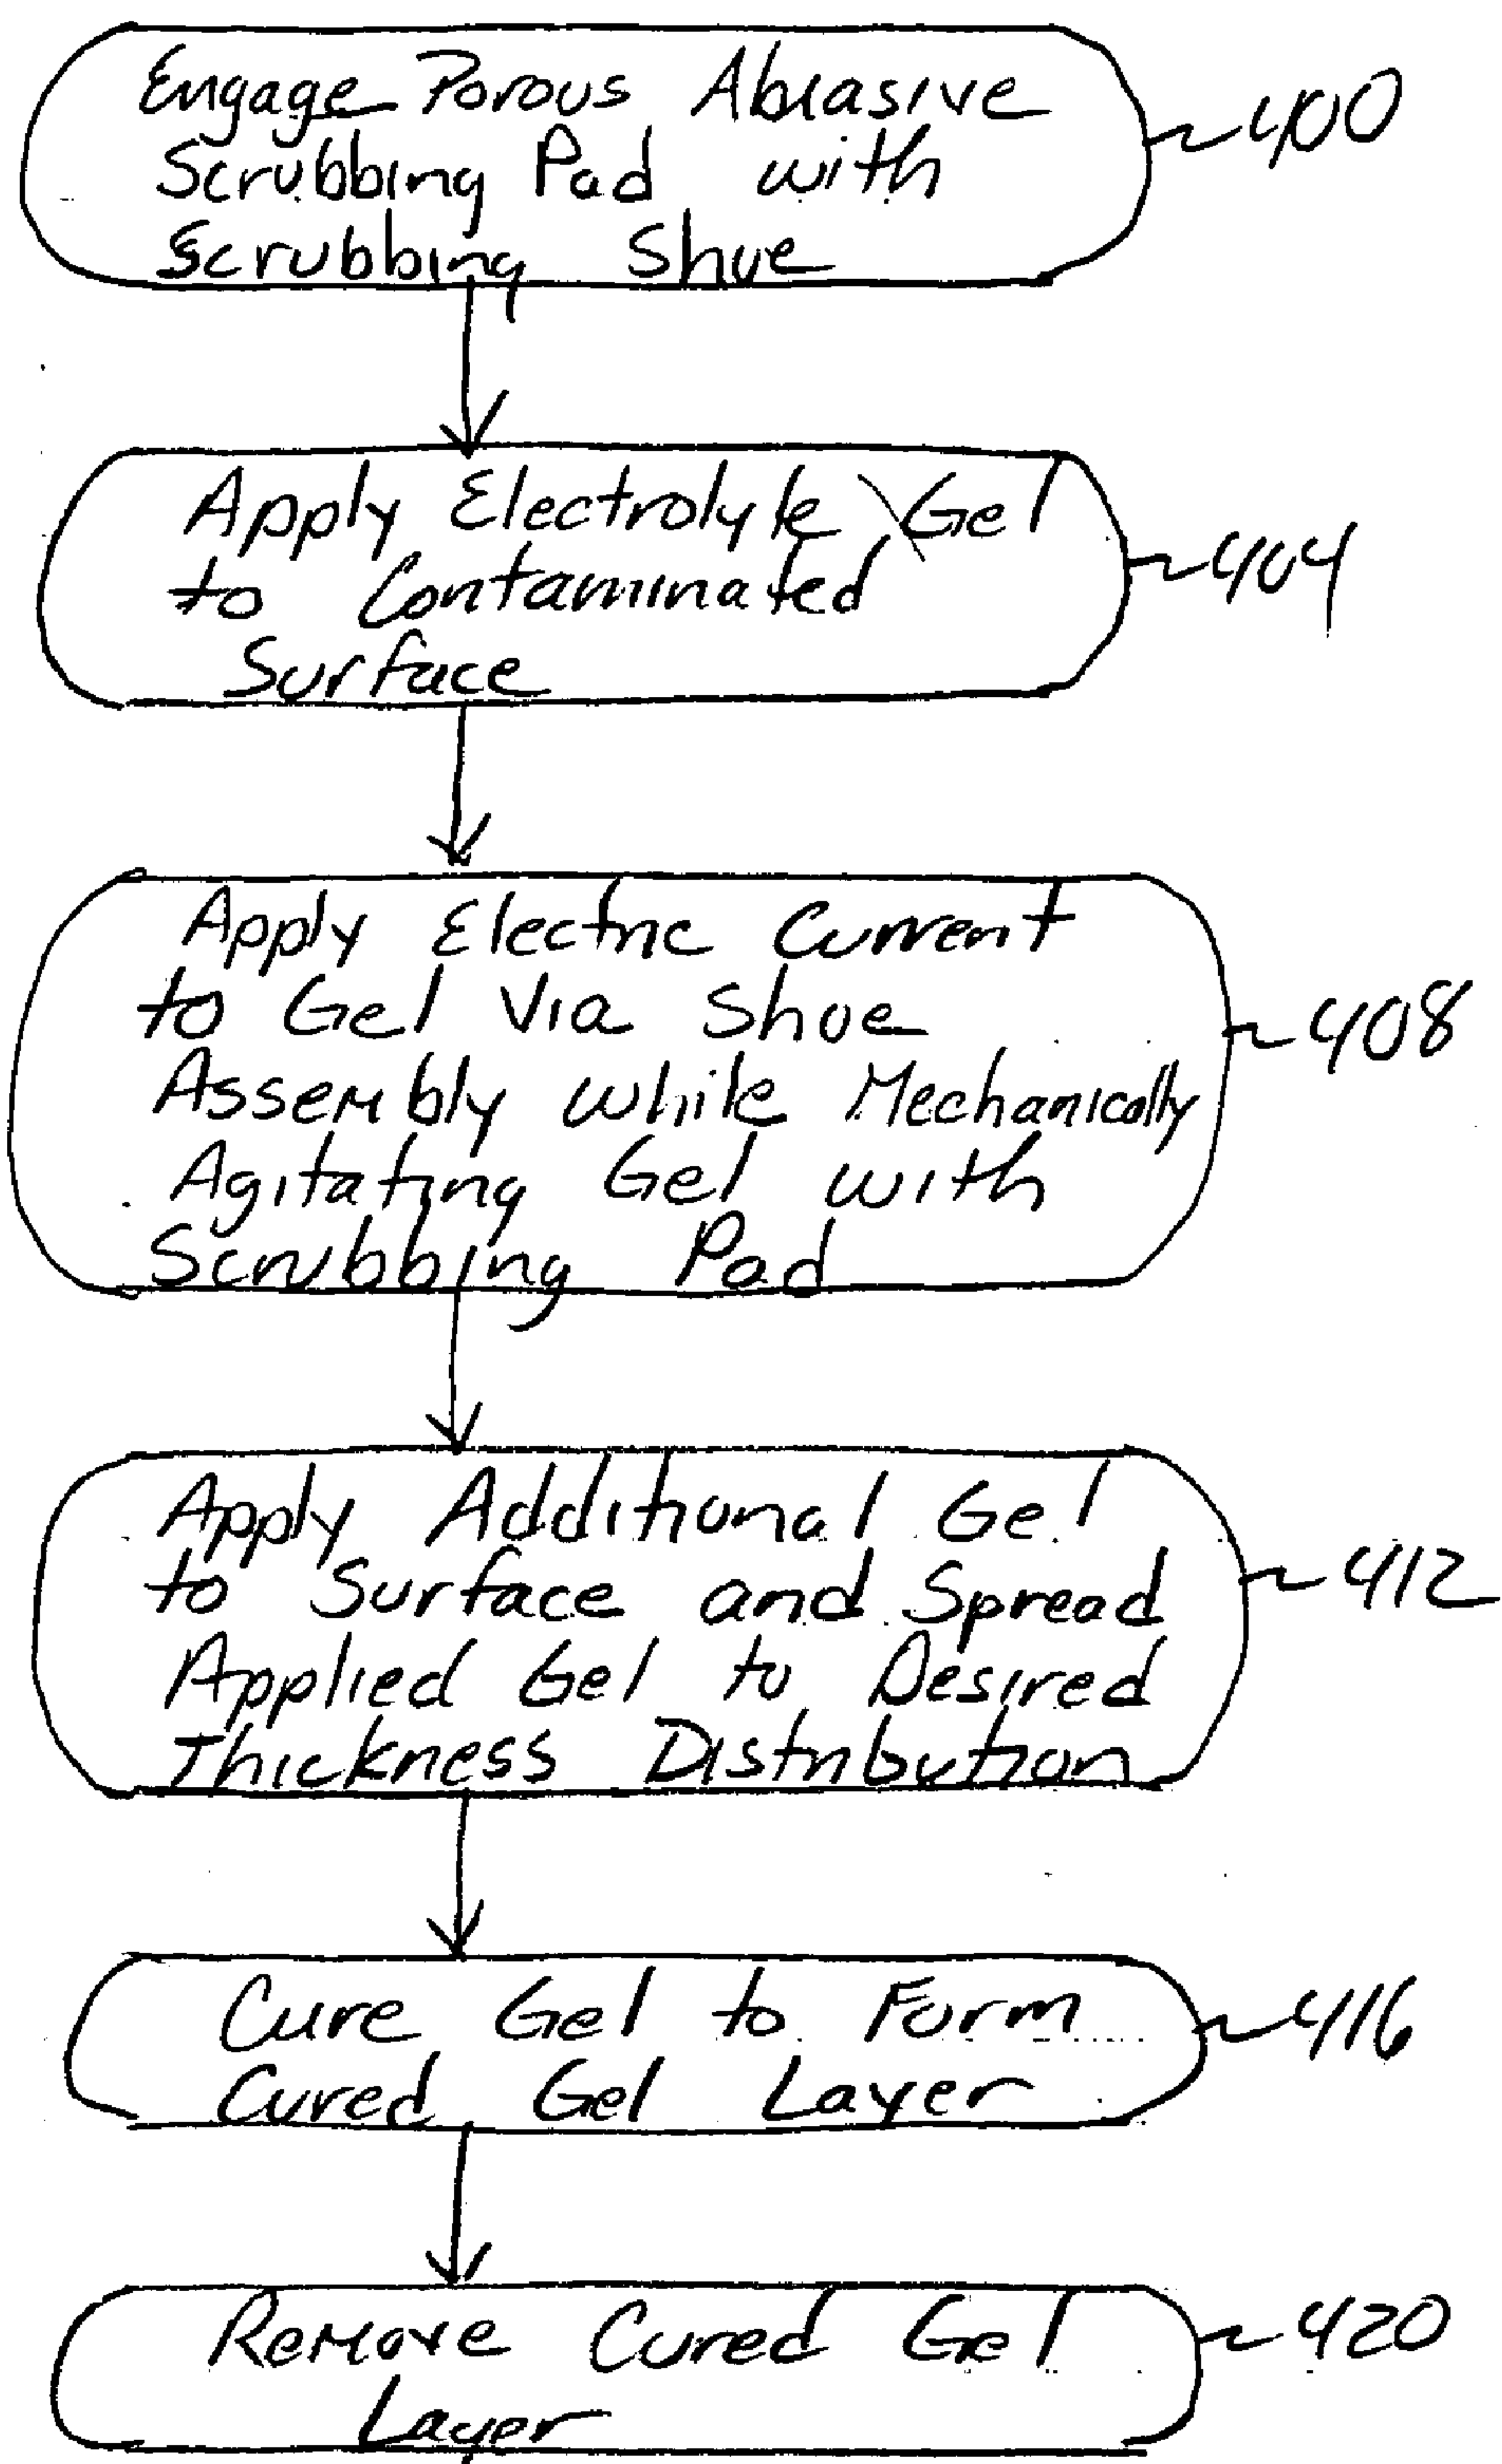 Engage Porous Abrasive
Scrubbing Pad with
Scrubbing Shoe
~400
Apply Electrolyte Gel
to Contaminated
Surface
~404
Apply Electric Current
to Gel Via Shoe
Assembly while Mechanically
Agitating Gel with
Scrubbing Pad
~408
Apply Additional Gel
to Surface and Spread
Applied Gel to Desired
Thickness Distribution
~412
Cure Gel to Form
Cured Gel Layer
~416
Remove Cured Gel
Layer
~420